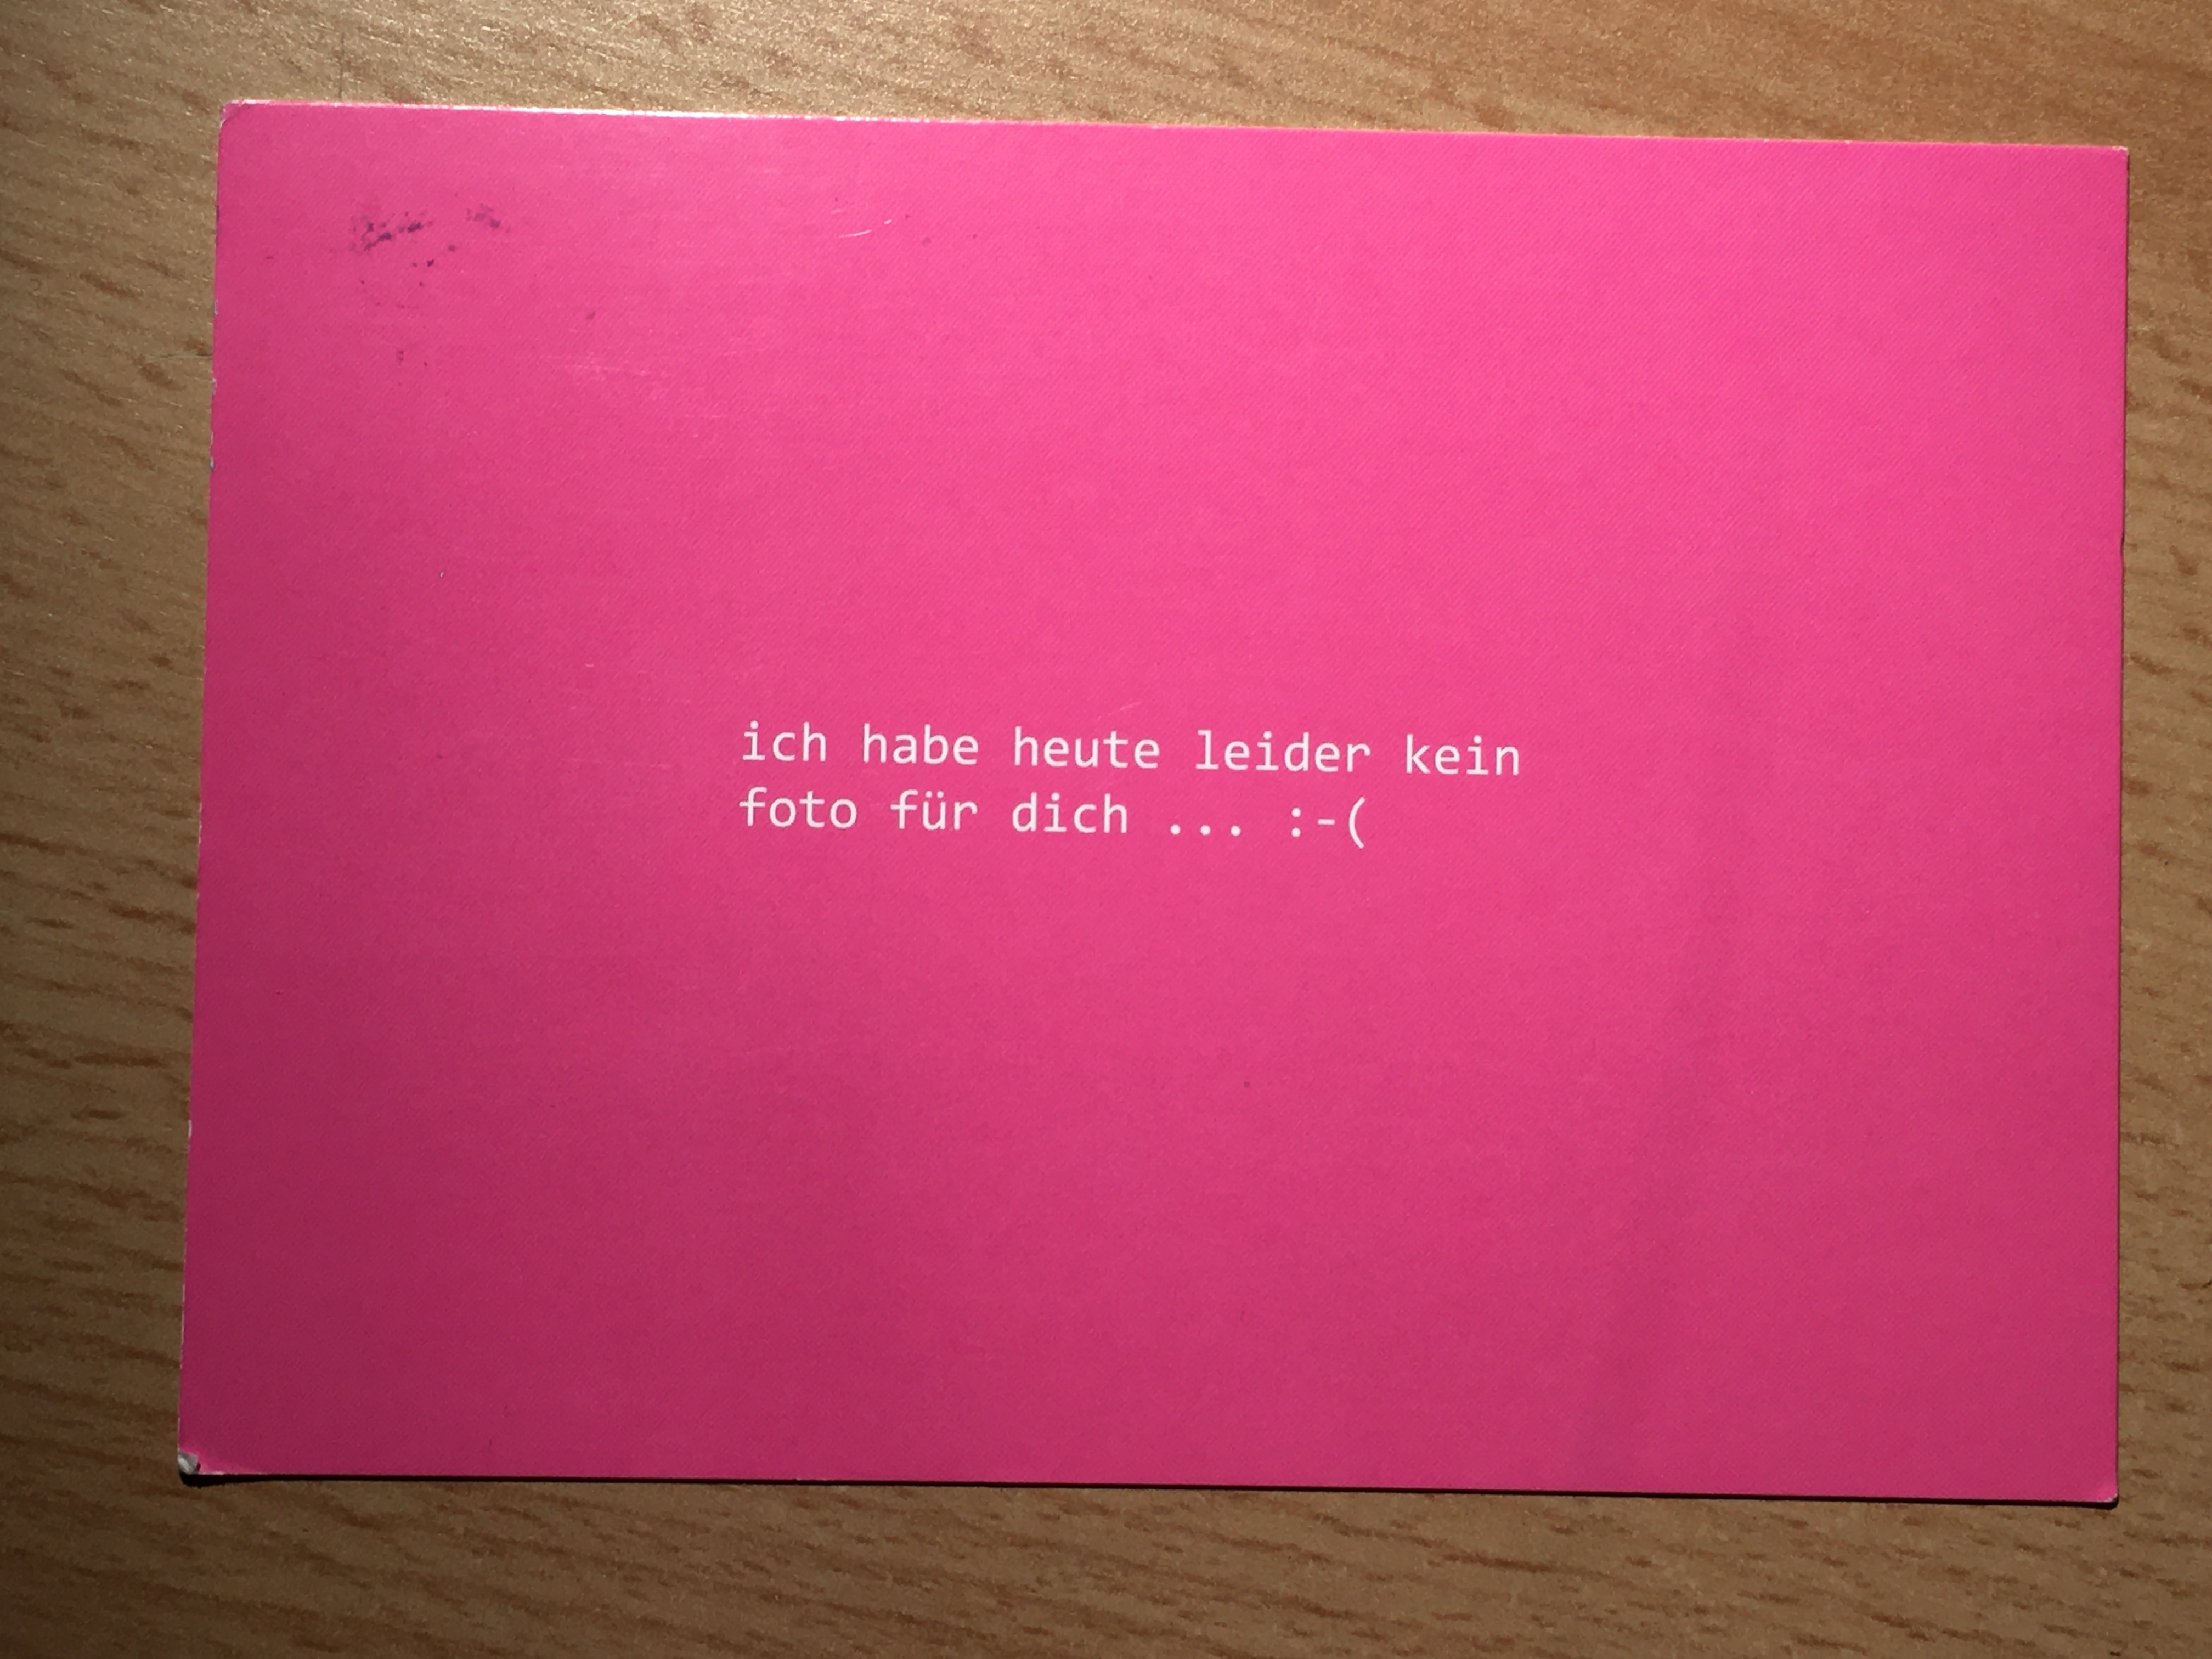 ich habe heute leider kein
foto für dich ... :-(